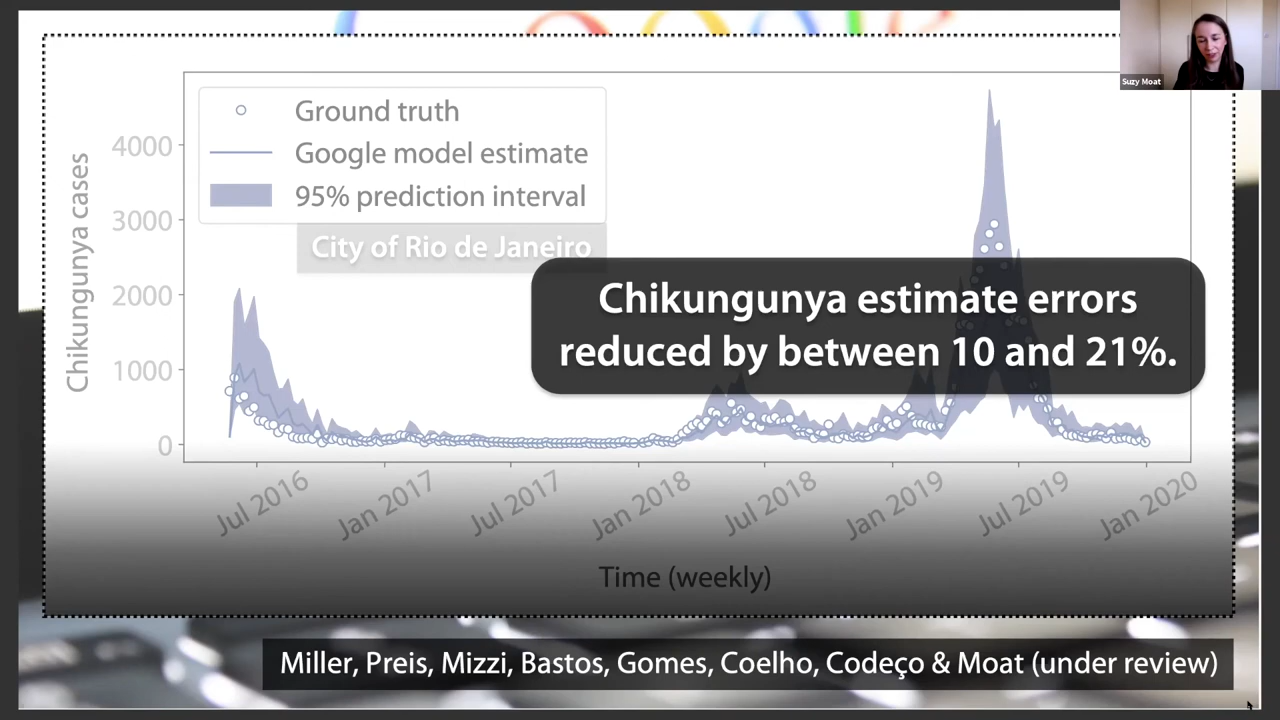 Suzy Moat
Ground truth
Google model estimate
95% prediction interval
City of Rio de Janeiro
Chikungunya estimate errors
reduced by between 10 and 21%.
Chikungunya cases
4000
3000
2000
1000
0
Jul 2016
Jan 2017
Jul 2017
Jan 2018
Jul 2018
Jan 2019
Jul 2019
Jan 2020
Time (weekly)
Miller, Preis, Mizzi, Bastos, Gomes, Coelho, Codeço & Moat (under review)